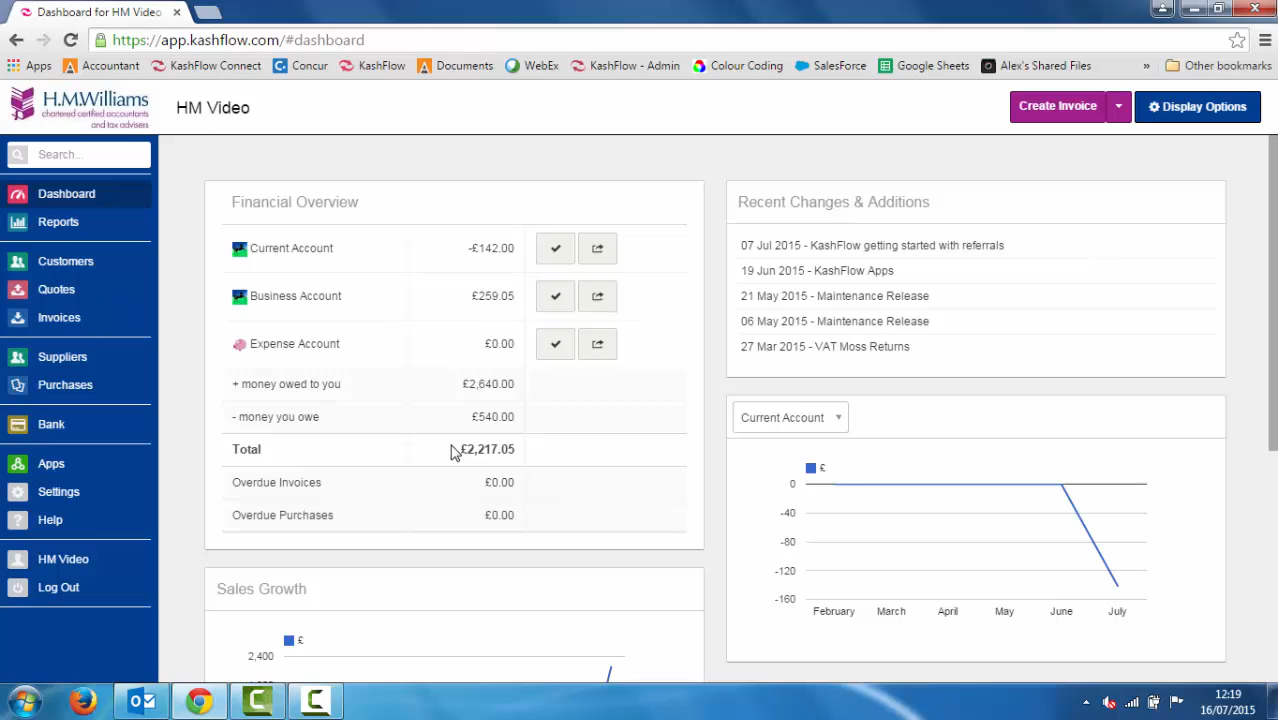 Dashboard for HM Video
https://app.kashflow.com/#dashboard
Apps Accountant KashFlow Connect Concur KashFlow Documents WebEx KashFlow - Admin Colour Coding SalesForce Google Sheets Alex's Shared Files » Other bookmarks
H.M.Williams
chartered certified accountants
and tax advisers
HM Video
Create Invoice
Display Options
Search...
Dashboard
Reports
Customers
Quotes
Invoices
Suppliers
Purchases
Bank
Apps
Settings
Help
HM Video
Log Out
Financial Overview
Current Account -£142.00
Business Account £259.05
Expense Account £0.00
+ money owed to you £2,640.00
- money you owe £540.00
Total £2,217.05
Overdue Invoices £0.00
Overdue Purchases £0.00
Sales Growth
£
2,400
Recent Changes & Additions
07 Jul 2015 - KashFlow getting started with referrals
19 Jun 2015 - KashFlow Apps
21 May 2015 - Maintenance Release
06 May 2015 - Maintenance Release
27 Mar 2015 - VAT Moss Returns
Current Account
£
0
-40
-80
-120
-160
February March April May June July
12:19
16/07/2015